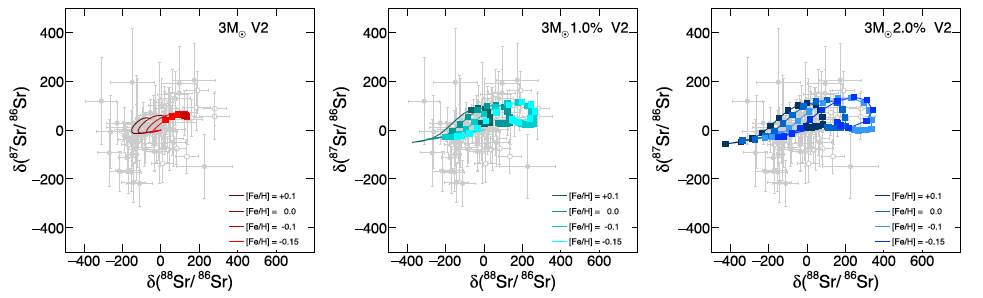 3M☉ V2
400
200
0
−200
−400
δ(⁸⁷Sr/ ⁸⁶Sr)
[Fe/H] = +0.1
[Fe/H] = 0.0
[Fe/H] = -0.1
[Fe/H] = -0.15
−400 −200 0 200 400 600
δ(⁸⁸Sr/ ⁸⁶Sr)
3M☉1.0% V2
400
200
0
−200
−400
δ(⁸⁷Sr/ ⁸⁶Sr)
[Fe/H] = +0.1
[Fe/H] = 0.0
[Fe/H] = -0.1
[Fe/H] = -0.15
−400 −200 0 200 400 600
δ(⁸⁸Sr/ ⁸⁶Sr)
3M☉2.0% V2
400
200
0
−200
−400
δ(⁸⁷Sr/ ⁸⁶Sr)
[Fe/H] = +0.1
[Fe/H] = 0.0
[Fe/H] = -0.1
[Fe/H] = -0.15
−400 −200 0 200 400 600
δ(⁸⁸Sr/ ⁸⁶Sr)